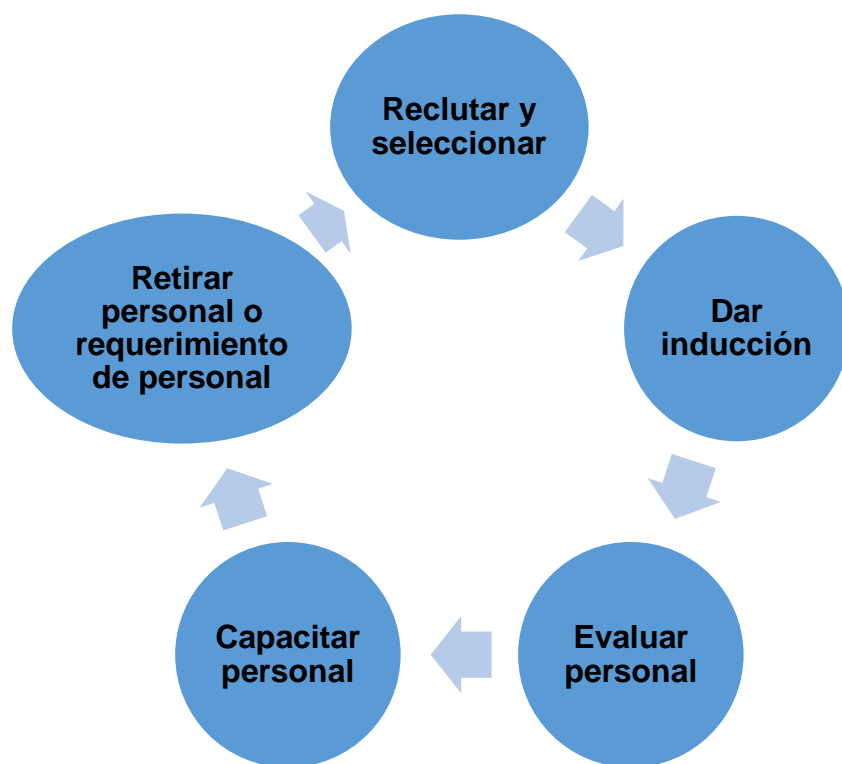 Reclutar y
seleccionar
Dar
inducción
Evaluar
personal
Capacitar
personal
Retirar
personal o
requerimiento
de personal